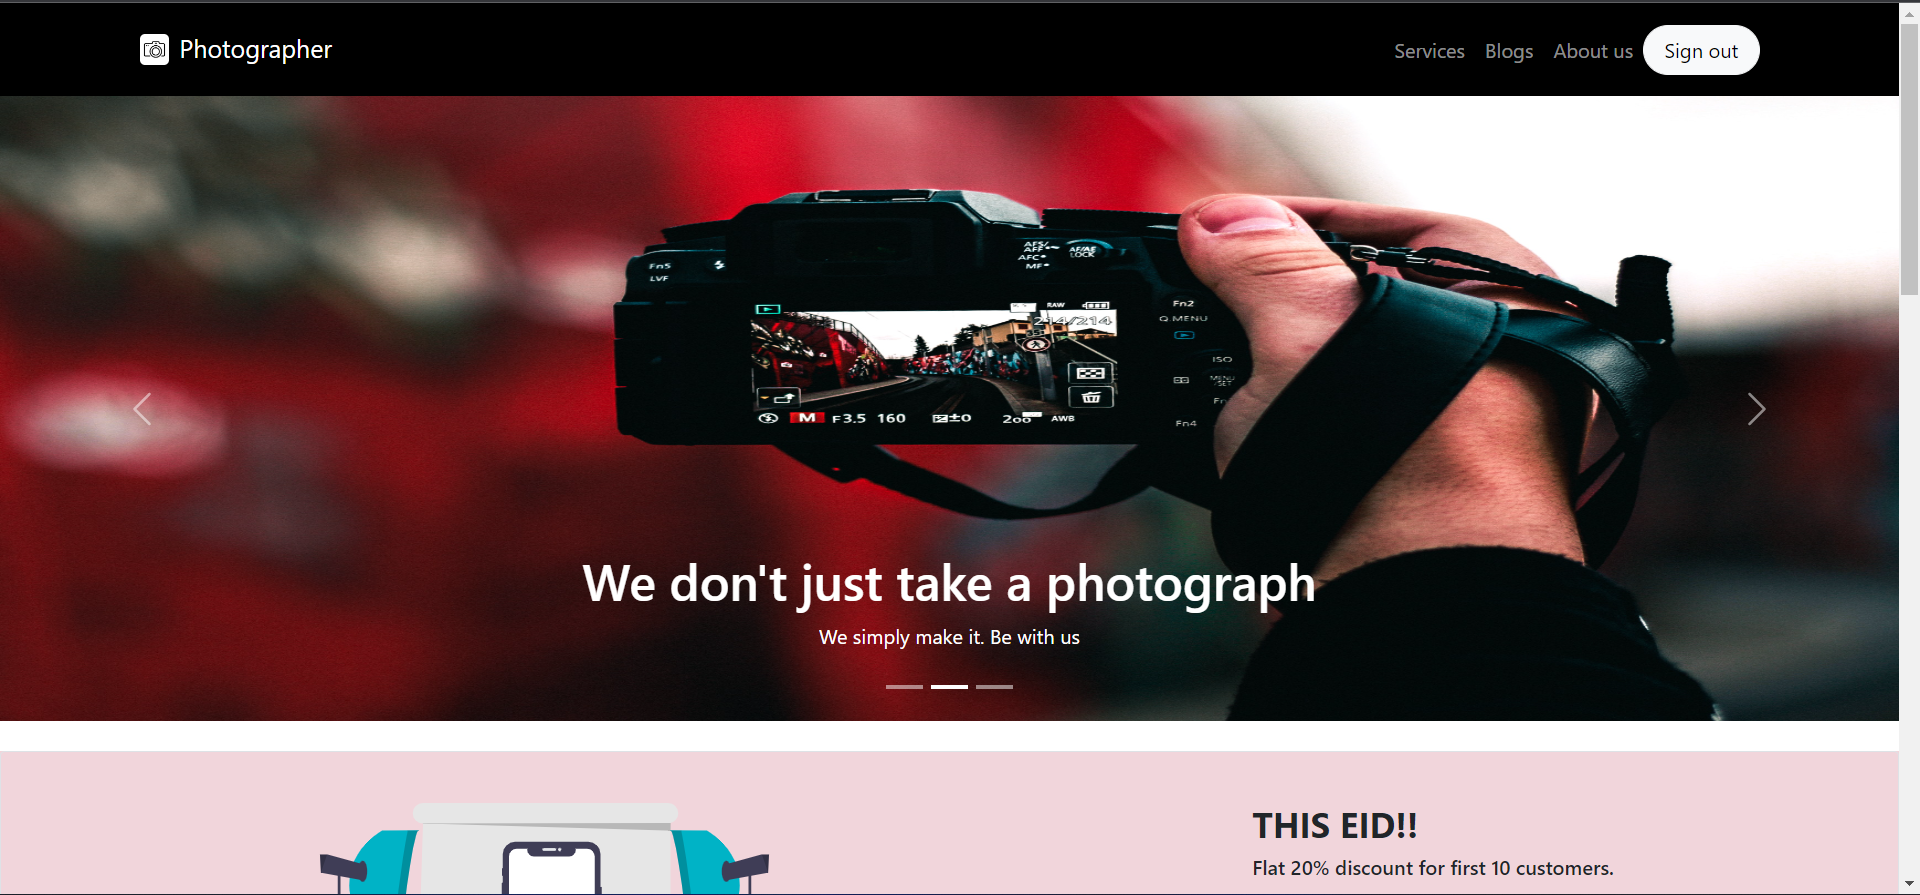 Photographer
Services Blogs About us Sign out
AFS/
AFF
AFC
MF
AF/AE
LOCK
Fn5
LVF
RAW
214/214
Fn2
Q.MENU
ISO
MENU
/SET
Fn
Fn4
M F3.5 160 ±0 200 AWB
We don't just take a photograph
We simply make it. Be with us
THIS EID!!
Flat 20% discount for first 10 customers.